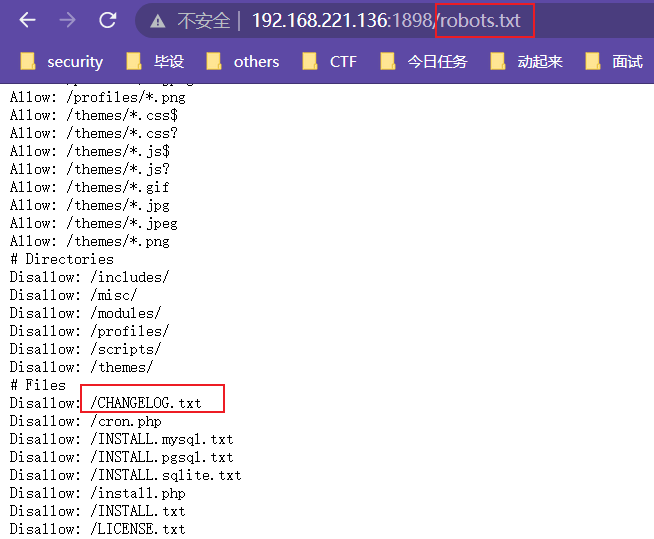 不安全 | 192.168.221.136:1898/robots.txt
security 毕设 others CTF 今日任务 动起来 面试
Allow: /profiles/*.png
Allow: /themes/*.css$
Allow: /themes/*.css?
Allow: /themes/*.js$
Allow: /themes/*.js?
Allow: /themes/*.gif
Allow: /themes/*.jpg
Allow: /themes/*.jpeg
Allow: /themes/*.png
# Directories
Disallow: /includes/
Disallow: /misc/
Disallow: /modules/
Disallow: /profiles/
Disallow: /scripts/
Disallow: /themes/
# Files
Disallow: /CHANGELOG.txt
Disallow: /cron.php
Disallow: /INSTALL.mysql.txt
Disallow: /INSTALL.pgsql.txt
Disallow: /INSTALL.sqlite.txt
Disallow: /install.php
Disallow: /INSTALL.txt
Disallow: /LICENSE.txt